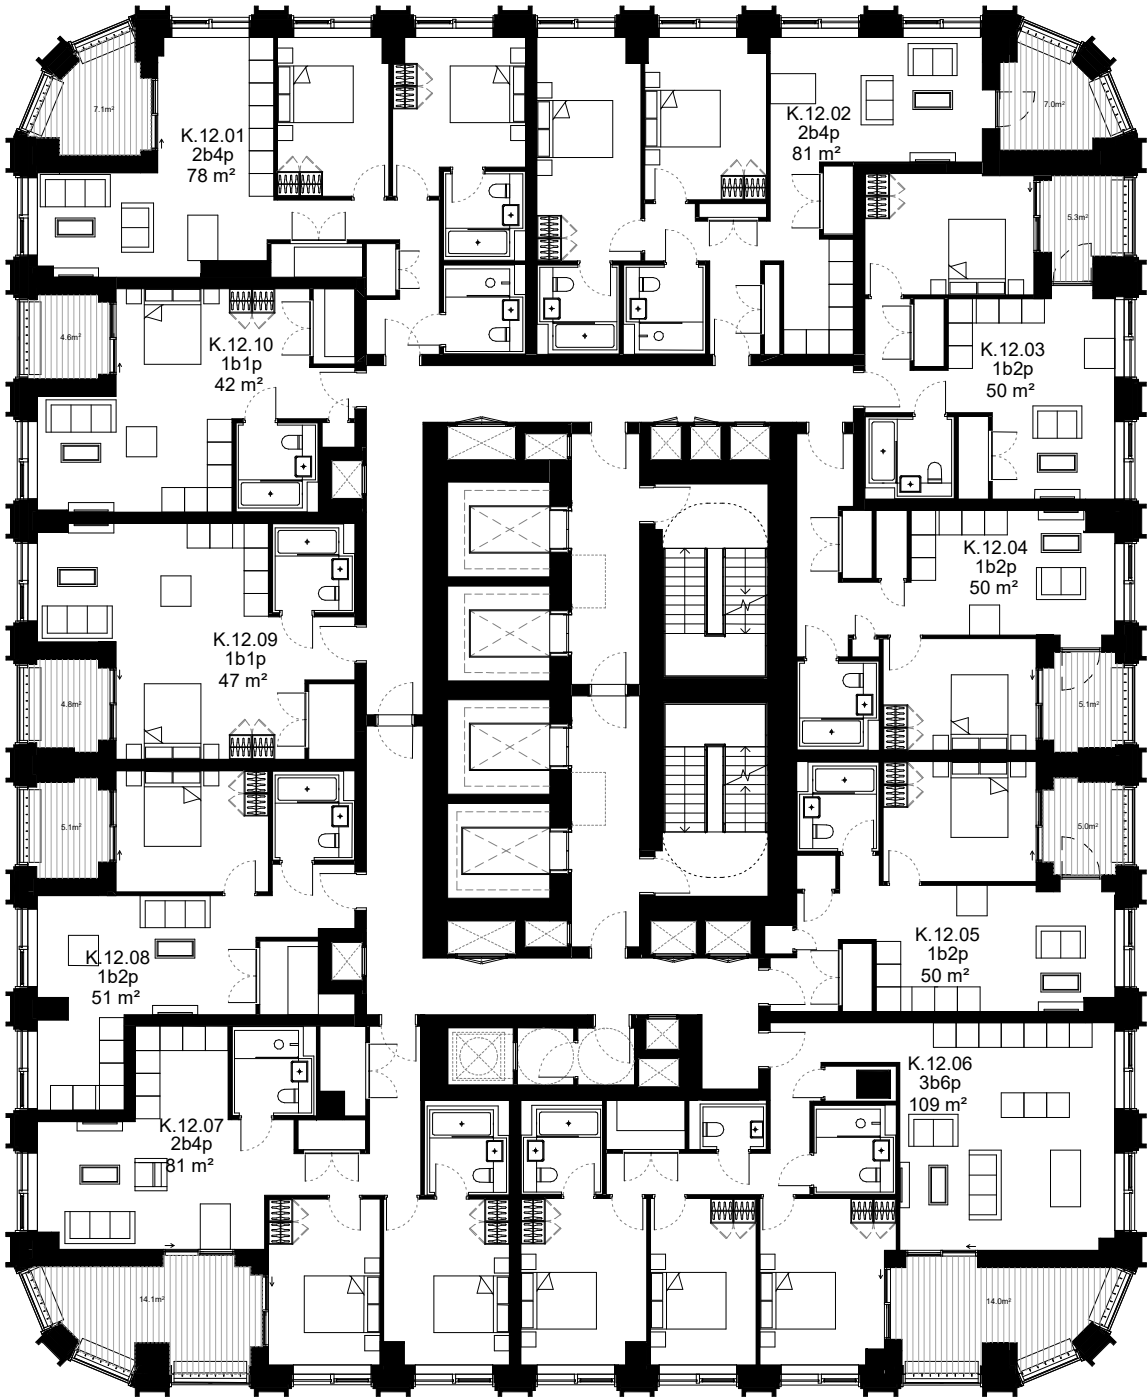 7.1m²
K.12.01
2b4p
78 m²
K.12.02
2b4p
81 m²
7.0m²
5.3m²
4.6m²
K.12.10
1b1p
42 m²
K.12.03
1b2p
50 m²
K.12.04
1b2p
50 m²
K.12.09
1b1p
47 m²
4.8m²
5.1m²
5.1m²
5.0m²
K.12.08
1b2p
51 m²
K.12.05
1b2p
50 m²
K.12.06
3b6p
109 m²
K.12.07
2b4p
81 m²
14.1m²
14.0m²